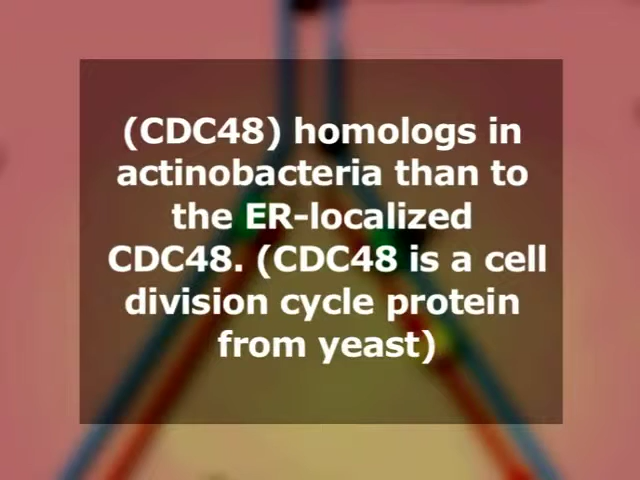 (CDC48) homologs in
actinobacteria than to
the ER-localized
CDC48. (CDC48 is a cell
division cycle protein
from yeast)